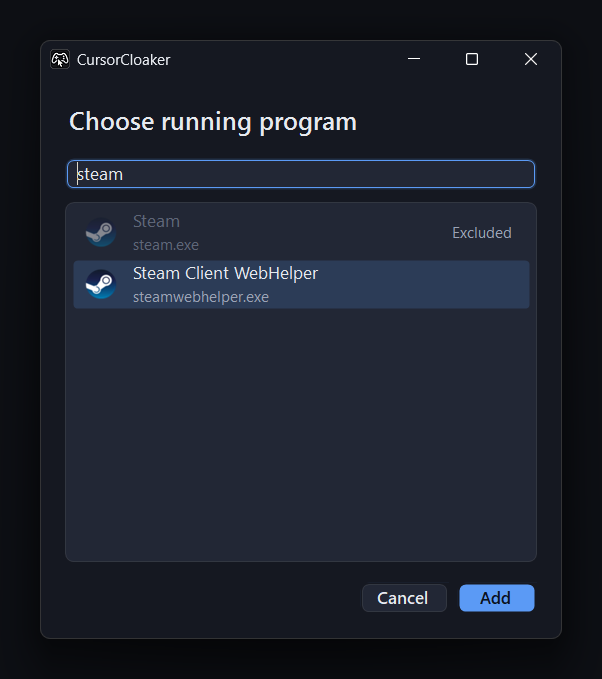 CursorCloaker
Choose running program
steam
Steam
steam.exe
Excluded
Steam Client WebHelper
steamwebhelper.exe
Cancel
Add